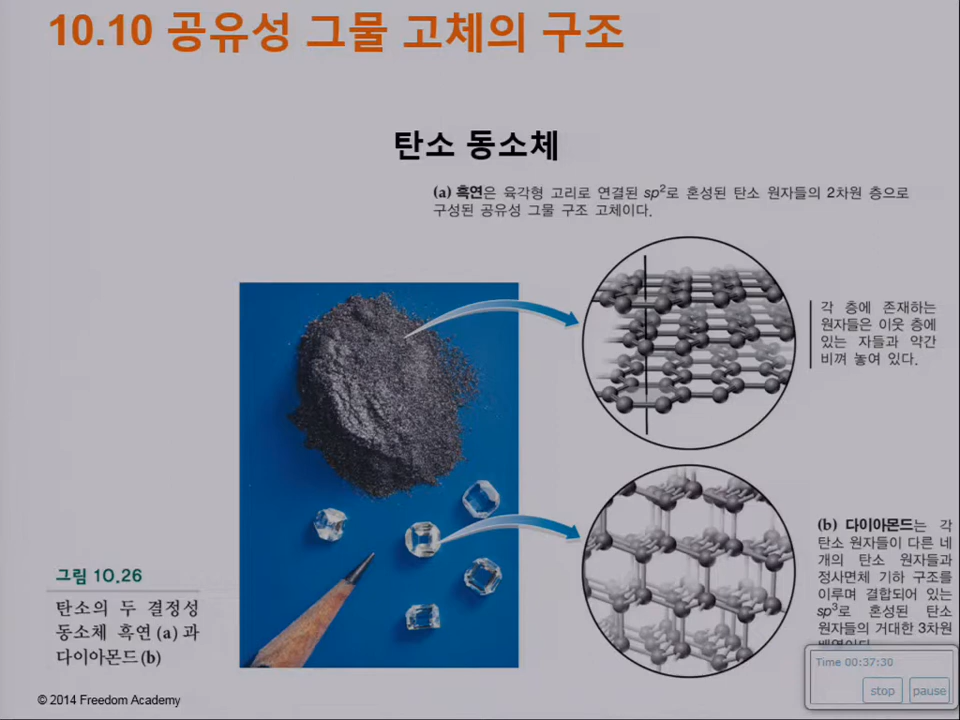 10.10 공유성 그물 고체의 구조
탄소 동소체
(a) 흑연은 육각형 고리로 연결된 sp²로 혼성된 탄소 원자들의 2차원 층으로
구성된 공유성 그물 구조 고체이다.
각 층에 존재하는
원자들은 이웃 층에
있는 자들과 약간
비껴 놓여 있다.
(b) 다이아몬드는 각
탄소 원자들이 다른 네
개의 탄소 원자들과
정사면체 기하 구조를
이루며 결합되어 있는
sp³로 혼성된 탄소
원자들의 거대한 3차원
그림 10.26
탄소의 두 결정성
동소체 흑연(a)과
다이아몬드(b)
Time 00:37:30
stop pause
© 2014 Freedom Academy